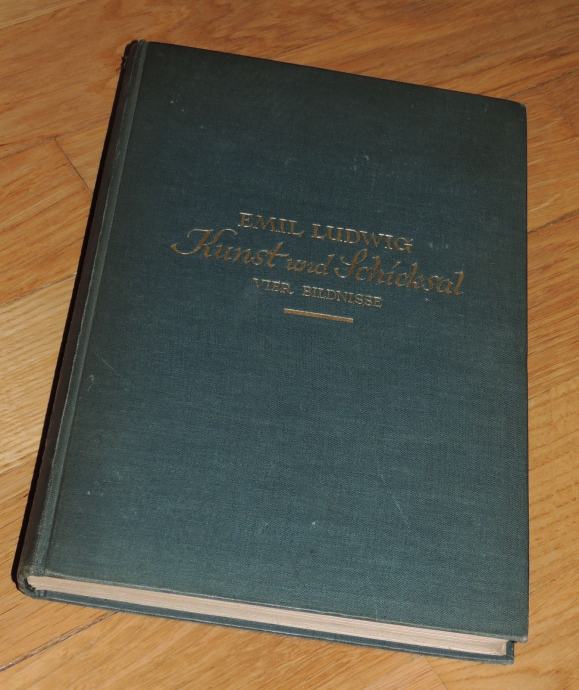 EMIL LUDWIG
Kunst und Schicksal
VIER BILDNISSE